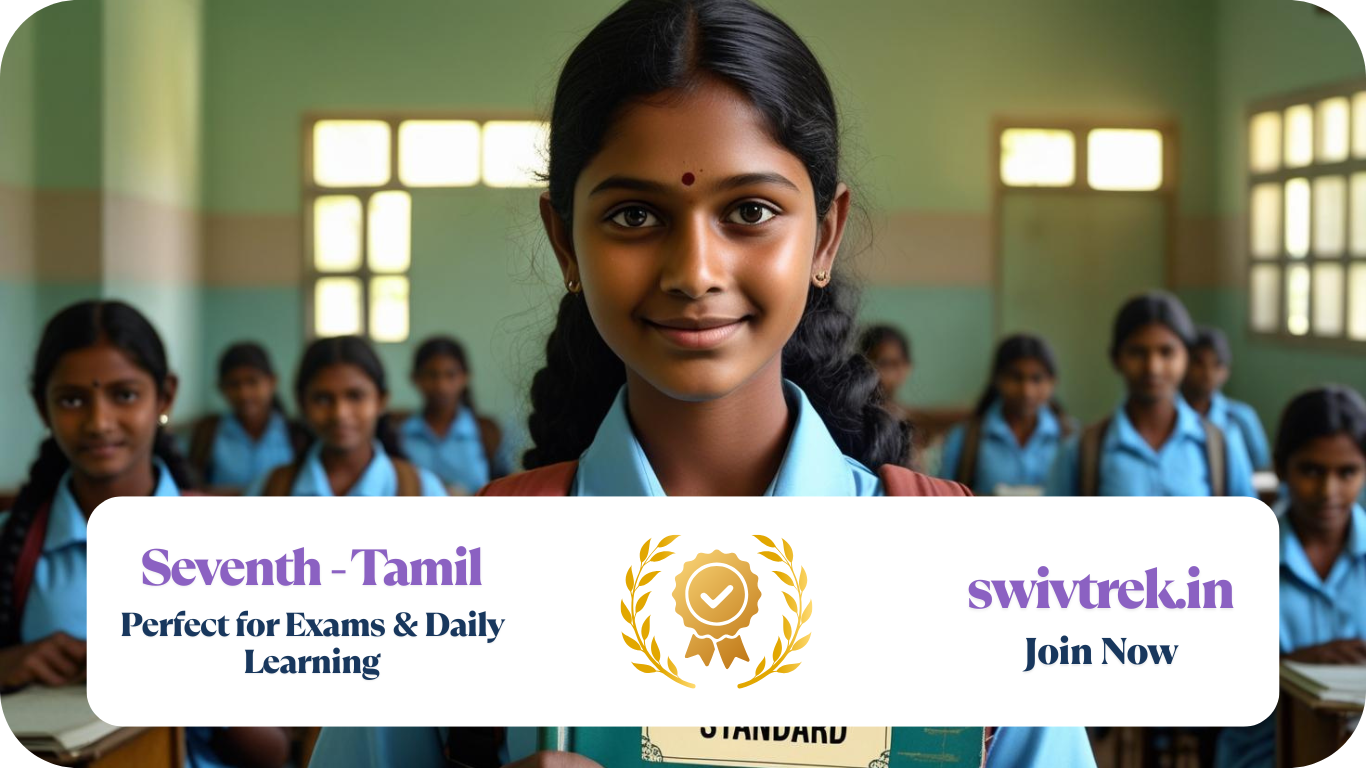 Seventh - Tamil
Perfect for Exams & Daily
Learning
swivtrek.in
Join Now
STANDARD